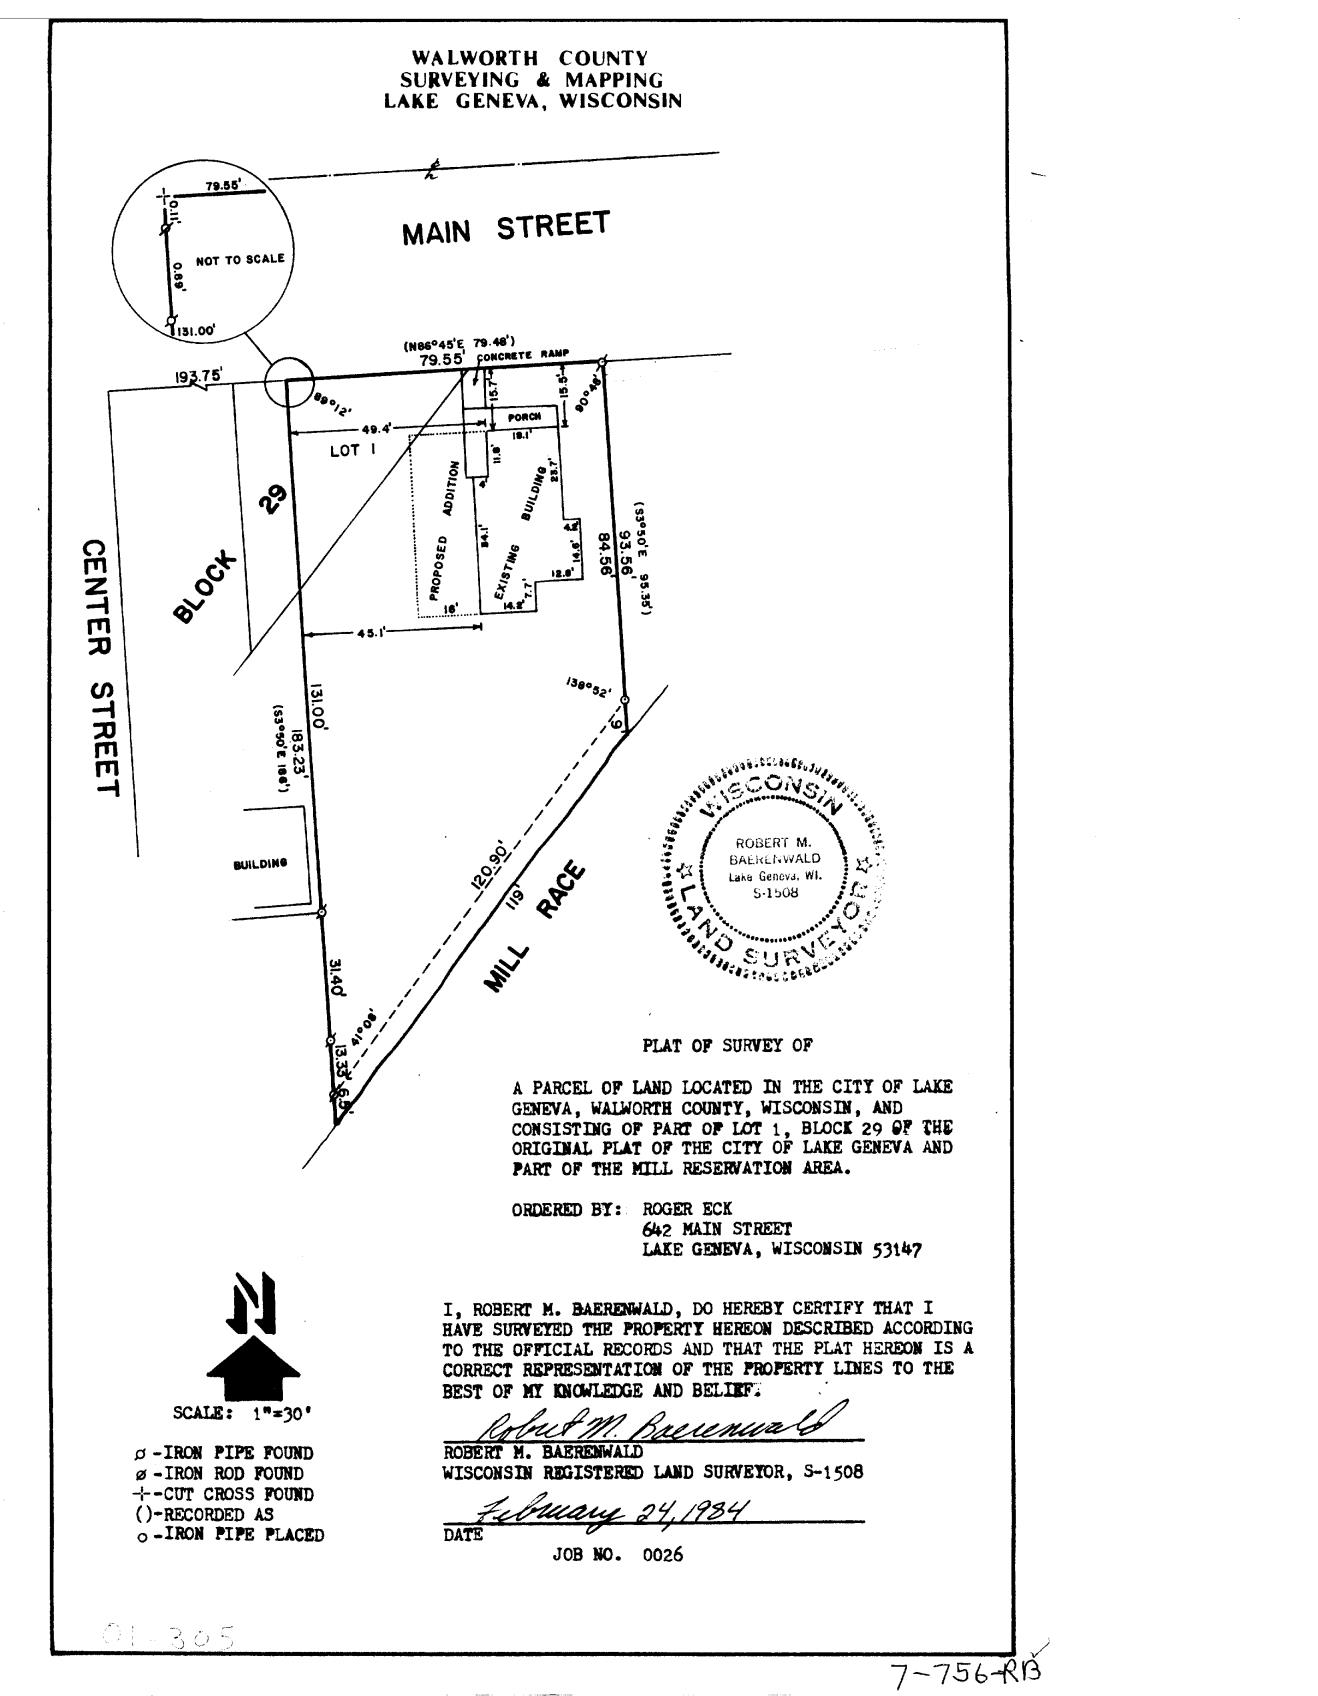 WALWORTH COUNTY
SURVEYING & MAPPING
LAKE GENEVA, WISCONSIN
79.55'
0.11'
NOT TO SCALE
0.89'
131.00'
MAIN STREET
(N86°45'E 79.48')
79.55'
CONCRETE RAMP
193.75'
89°12'
15.7'
15.5'
90°48'
49.4'
PORCH
19.1'
LOT 1
11.8'
BLOCK 29
PROPOSED ADDITION
4'
EXISTING BUILDING
23.7'
84.1'
4.2'
14.6'
12.8'
7.7'
14.2'
16'
84.56'
93.56'
(S3°50'E 95.35')
CENTER STREET
45.1'
138°52'
9'
131.00'
183.23'
(S3°50'E 186')
BUILDING
120.90'
119'
MILL RACE
31.40'
41°08'
13.33'
6.5'
WISCONSIN
ROBERT M.
BAERENWALD
Lake Geneva, WI.
S-1508
LAND SURVEYOR
PLAT OF SURVEY OF
A PARCEL OF LAND LOCATED IN THE CITY OF LAKE
GENEVA, WALWORTH COUNTY, WISCONSIN, AND
CONSISTING OF PART OF LOT 1, BLOCK 29 OF THE
ORIGINAL PLAT OF THE CITY OF LAKE GENEVA AND
PART OF THE MILL RESERVATION AREA.
ORDERED BY: ROGER ECK
642 MAIN STREET
LAKE GENEVA, WISCONSIN 53147
N
SCALE: 1"=30'
-IRON PIPE FOUND
-IRON ROD FOUND
-CUT CROSS FOUND
()-RECORDED AS
-IRON PIPE PLACED
I, ROBERT M. BAERENWALD, DO HEREBY CERTIFY THAT I
HAVE SURVEYED THE PROPERTY HEREON DESCRIBED ACCORDING
TO THE OFFICIAL RECORDS AND THAT THE PLAT HEREON IS A
CORRECT REPRESENTATION OF THE PROPERTY LINES TO THE
BEST OF MY KNOWLEDGE AND BELIEF.
Robert M. Baerenwald
ROBERT M. BAERENWALD
WISCONSIN REGISTERED LAND SURVEYOR, S-1508
February 24, 1984
DATE
JOB NO. 0026
01-305
7-756-RB